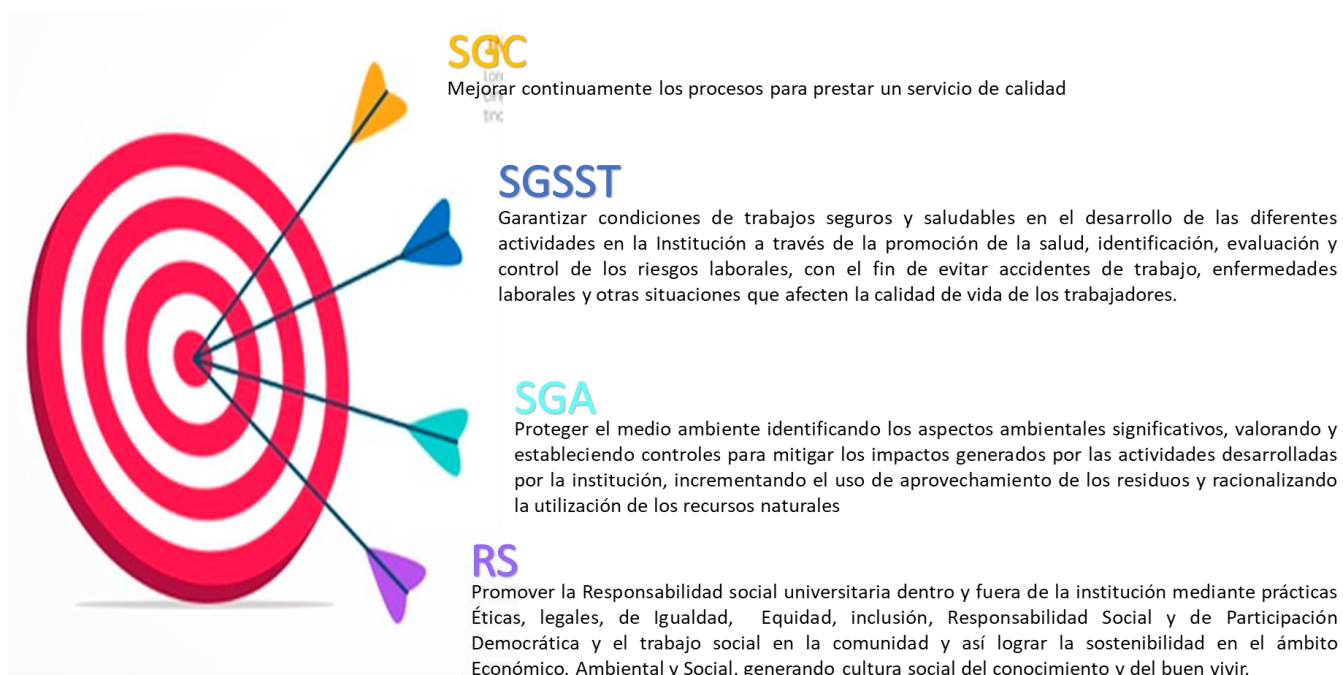 SGC
Mejorar continuamente los procesos para prestar un servicio de calidad
SGSST
Garantizar condiciones de trabajos seguros y saludables en el desarrollo de las diferentes
actividades en la Institución a través de la promoción de la salud, identificación, evaluación y
control de los riesgos laborales, con el fin de evitar accidentes de trabajo, enfermedades
laborales y otras situaciones que afecten la calidad de vida de los trabajadores.
SGA
Proteger el medio ambiente identificando los aspectos ambientales significativos, valorando y
estableciendo controles para mitigar los impactos generados por las actividades desarrolladas
por la institución, incrementando el uso de aprovechamiento de los residuos y racionalizando
la utilización de los recursos naturales
RS
Promover la Responsabilidad social universitaria dentro y fuera de la institución mediante prácticas
Éticas, legales, de Igualdad, Equidad, inclusión, Responsabilidad Social y de Participación
Democrática y el trabajo social en la comunidad y así lograr la sostenibilidad en el ámbito
Económico, Ambiental y Social, generando cultura social del conocimiento y del buen vivir.